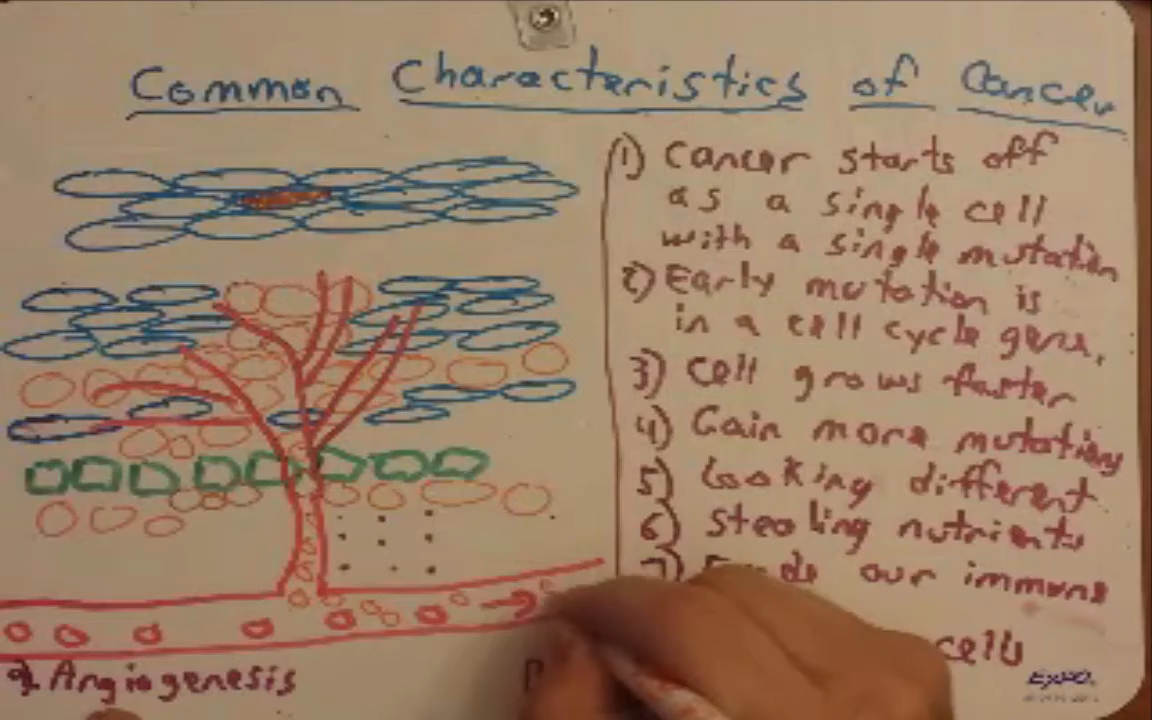 Common Characteristics of Cancer
1) Cancer starts off
as a single cell
with a single mutation
2) Early mutation is
in a cell cycle gene.
3) Cell grows faster
4) Gain more mutations
5) Looking different
6) stealing nutrients
7) our immune
cells
Angiogenesis
EXPO